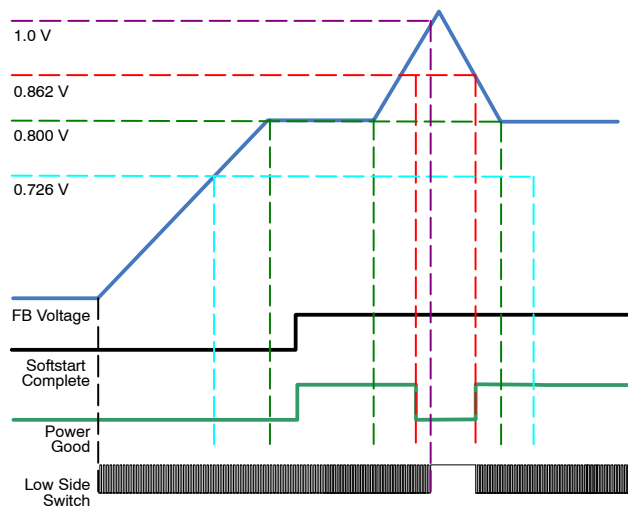 1.0 V
0.862 V
0.800 V
0.726 V
FB Voltage
Softstart
Complete
Power
Good
Low Side
Switch